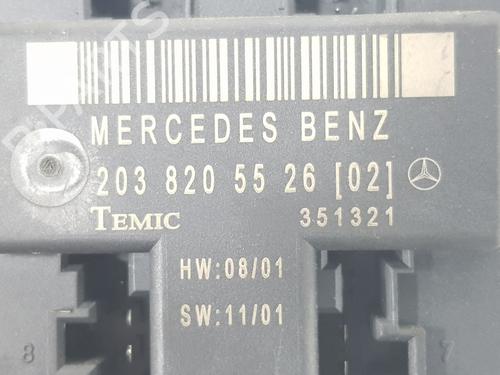 MERCEDES BENZ
203 820 55 26 [02]
TEMIC 351321
HW:08/01
SW:11/01
8 7